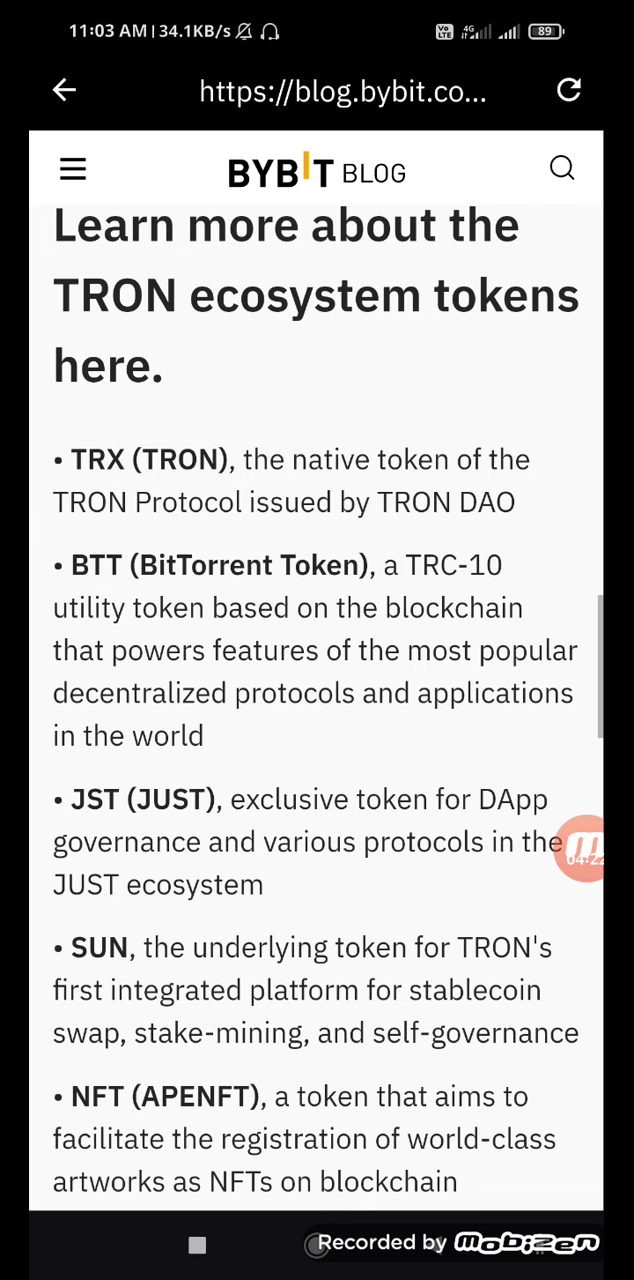 11:03 AM | 34.1KB/s
Vo LTE 4G 89
https://blog.bybit.co...
BYBIT BLOG
Learn more about the
TRON ecosystem tokens
here.
• TRX (TRON), the native token of the
TRON Protocol issued by TRON DAO
• BTT (BitTorrent Token), a TRC-10
utility token based on the blockchain
that powers features of the most popular
decentralized protocols and applications
in the world
• JST (JUST), exclusive token for DApp
governance and various protocols in the
JUST ecosystem
m
04:22
• SUN, the underlying token for TRON's
first integrated platform for stablecoin
swap, stake-mining, and self-governance
• NFT (APENFT), a token that aims to
facilitate the registration of world-class
artworks as NFTs on blockchain
Recorded by mobizen